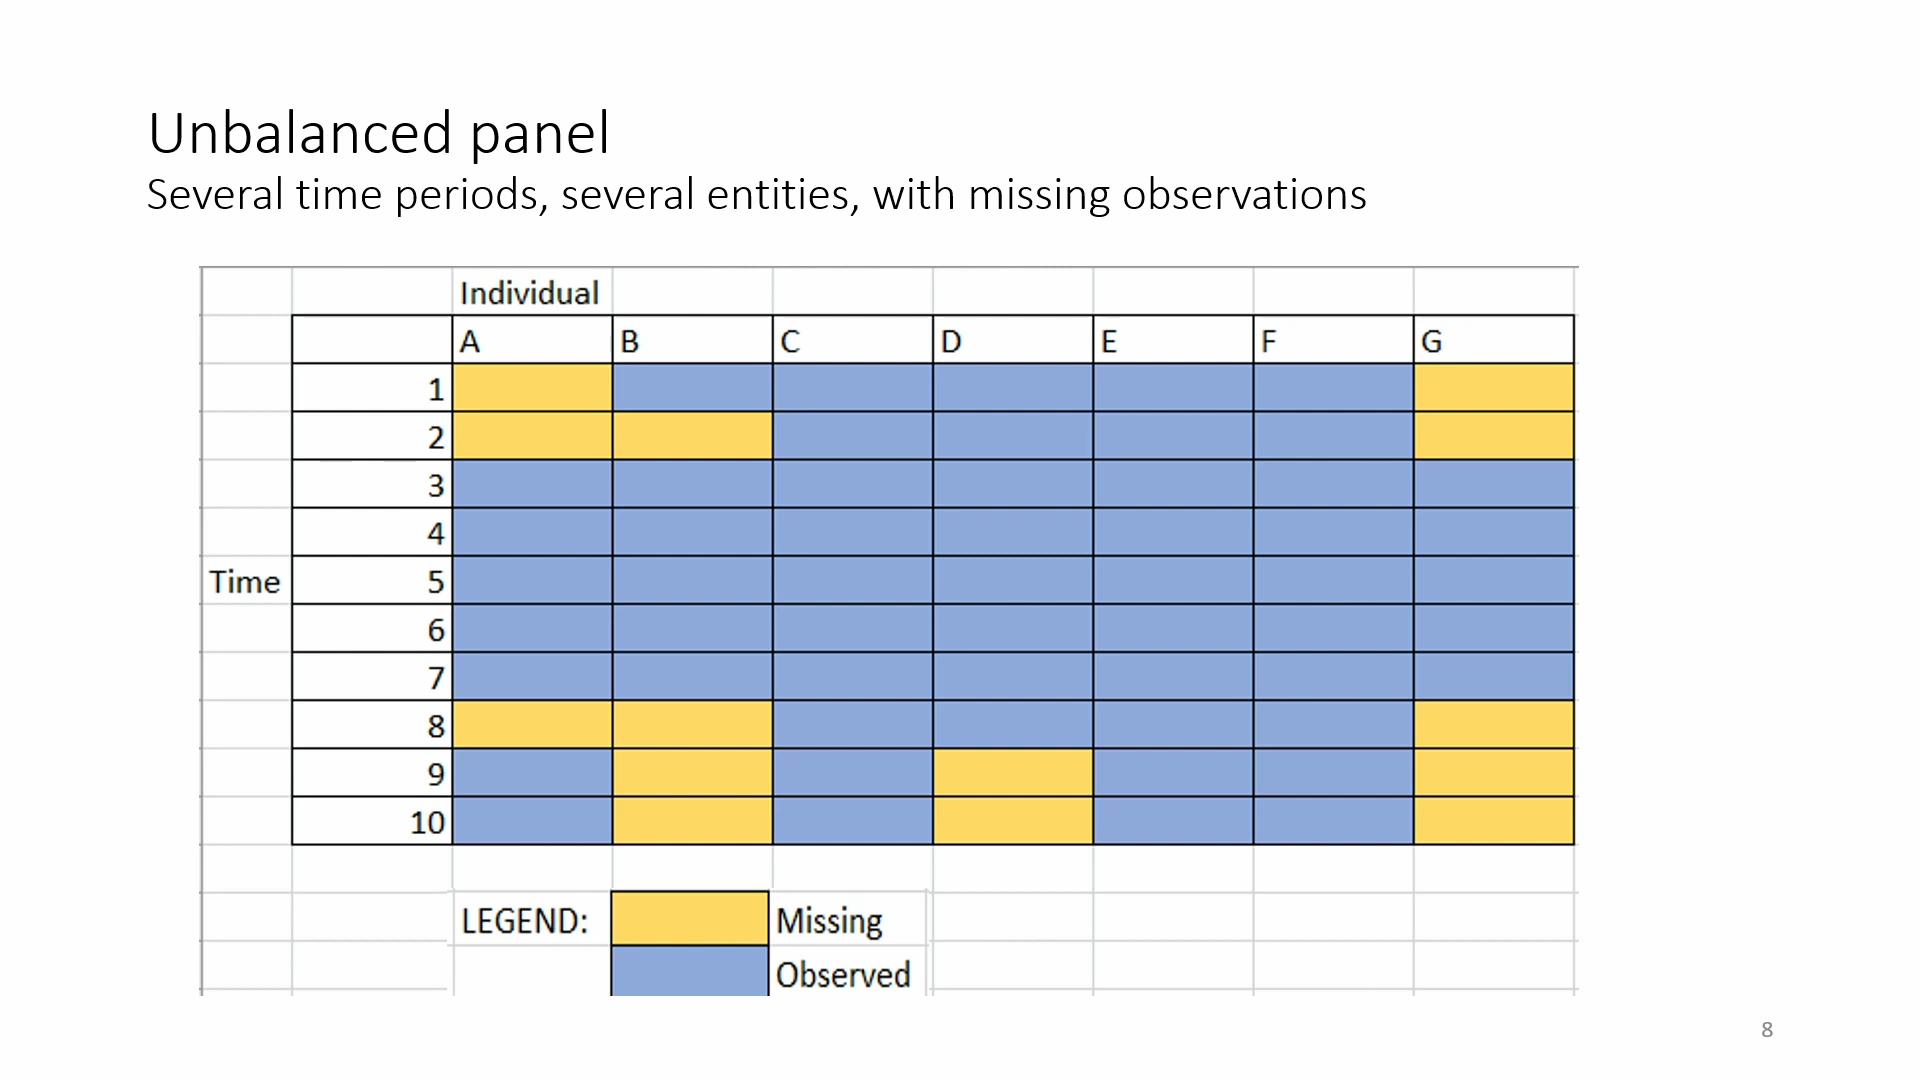 Unbalanced panel
Several time periods, several entities, with missing observations
Individual
A B C D E F G
1
2
3
4
Time 5
6
7
8
9
10
LEGEND: Missing
Observed
8